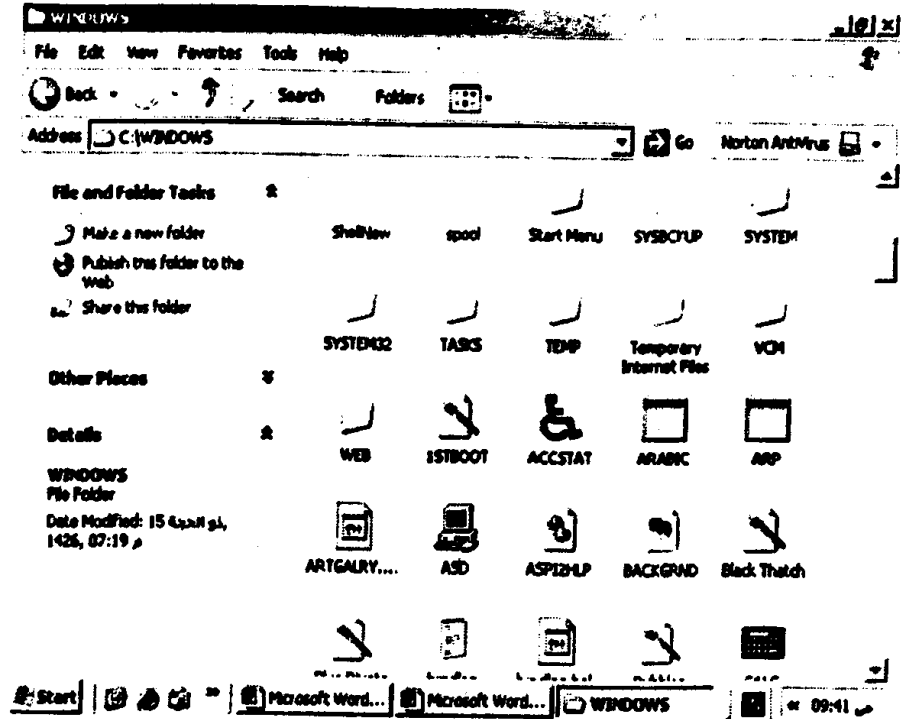 WINDOWS
File Edit View Favorites Tools Help
Back Search Folders
Address C:\WINDOWS Go Norton AntiVirus
File and Folder Tasks
Make a new folder
Publish this folder to the Web
Share this folder
Other Places
Details
WINDOWS
File Folder
Date Modified: 15 ذو الحجة,
1426, 07:19 م
ShellNew spool Start Menu SYSBCKUP SYSTEM
SYSTEM32 TASKS TEMP Temporary Internet Files VCM
WEB 1STBOOT ACCSTAT ARABIC ARP
ARTGALRY.... ASD ASPI2HLP BACKGRND Black Thatch
CALC
Start Microsoft Word... Microsoft Word... WINDOWS 09:41